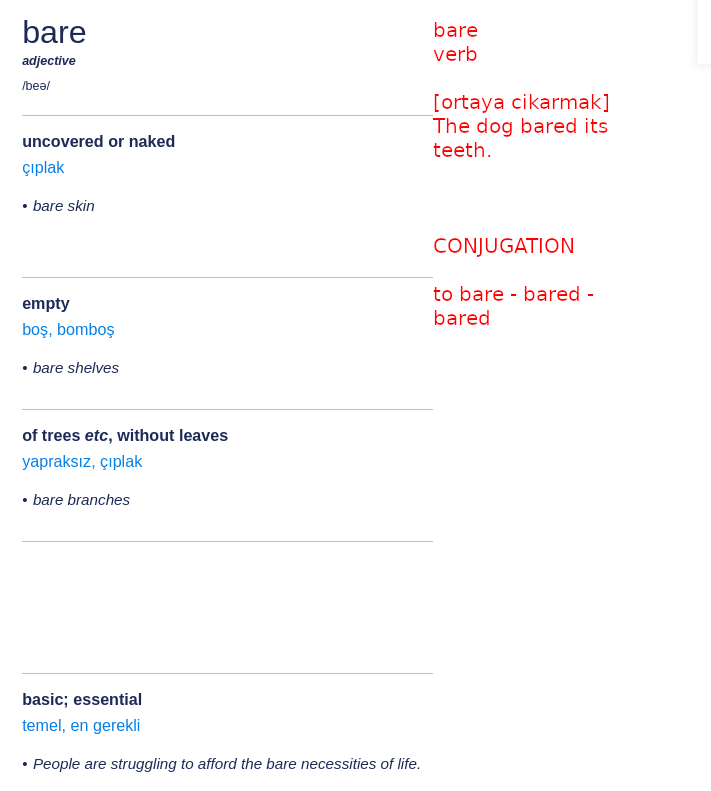 bare
adjective
/beə/
uncovered or naked
çıplak
• bare skin
empty
boş, bomboş
• bare shelves
of trees etc, without leaves
yapraksız, çıplak
• bare branches
basic; essential
temel, en gerekli
• People are struggling to afford the bare necessities of life.
bare
verb
[ortaya cikarmak]
The dog bared its
teeth.
CONJUGATION
to bare - bared -
bared